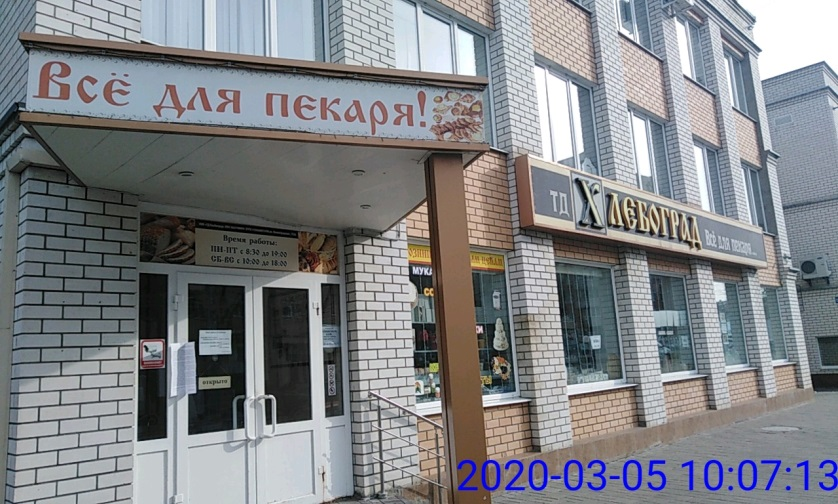 Всё для пекаря!
ТД ХЛЕБОГРАД Всё для пекаря...
Время работы:
ПН-ПТ с 8:30 до 19:00
СБ-ВС с 10:00 до 18:00
МУКА
открыто
2020-03-05 10:07:13